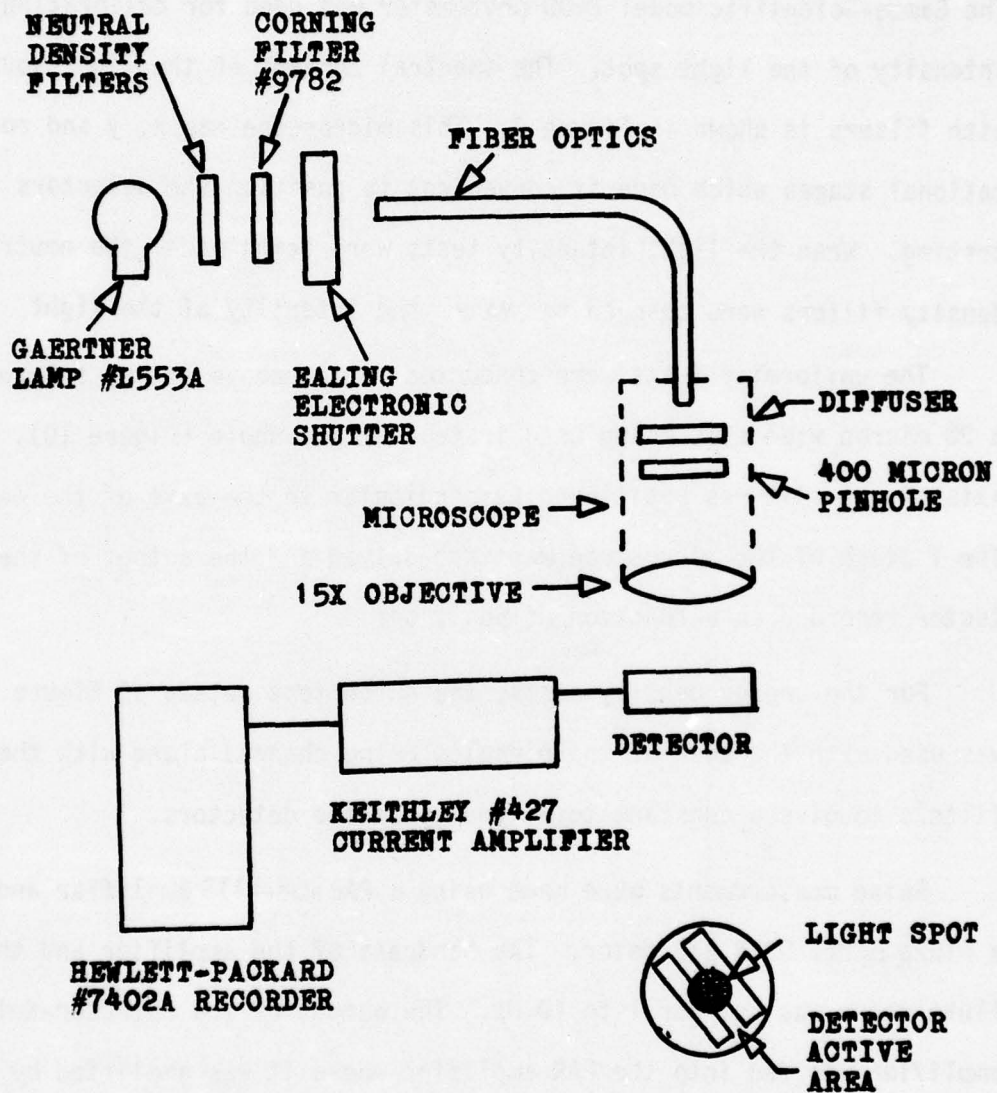 NEUTRAL
DENSITY
FILTERS
CORNING
FILTER
#9782
FIBER OPTICS
GAERTNER
LAMP #L553A
EALING
ELECTRONIC
SHUTTER
DIFFUSER
400 MICRON
PINHOLE
MICROSCOPE
15X OBJECTIVE
DETECTOR
KEITHLEY #427
CURRENT AMPLIFIER
HEWLETT-PACKARD
#7402A RECORDER
LIGHT SPOT
DETECTOR
ACTIVE
AREA